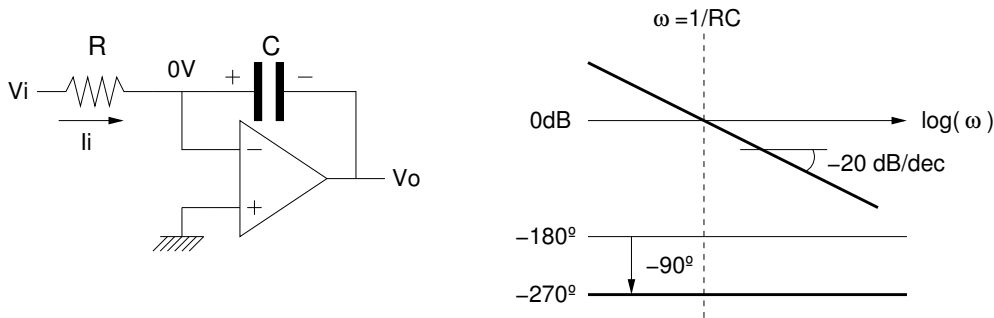 R
C
0V
+
−
Vi
Ii
−
+
Vo
ω =1/RC
0dB
log( ω )
−20 dB/dec
−180º
−90º
−270º